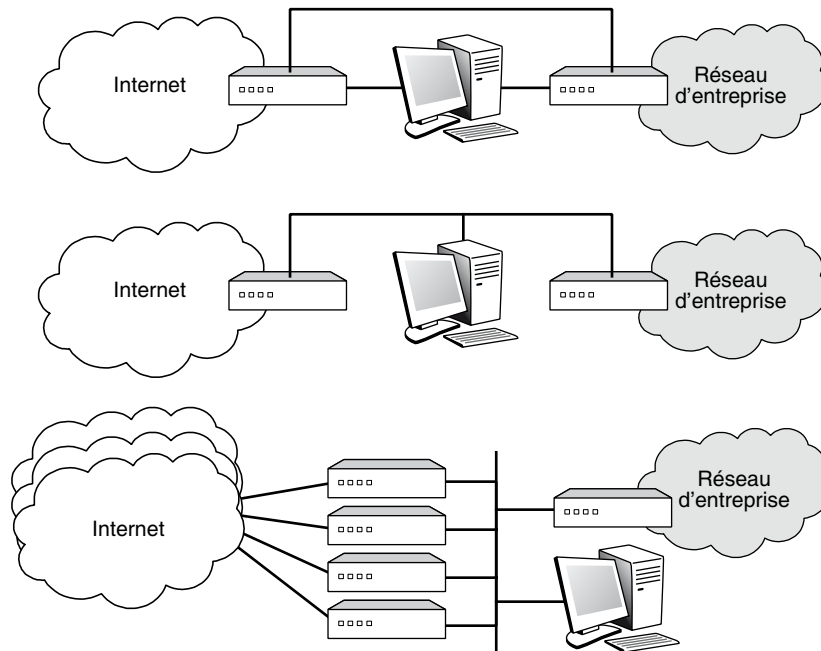 Internet
Réseau
d’entreprise
Internet
Réseau
d’entreprise
Internet
Réseau
d’entreprise